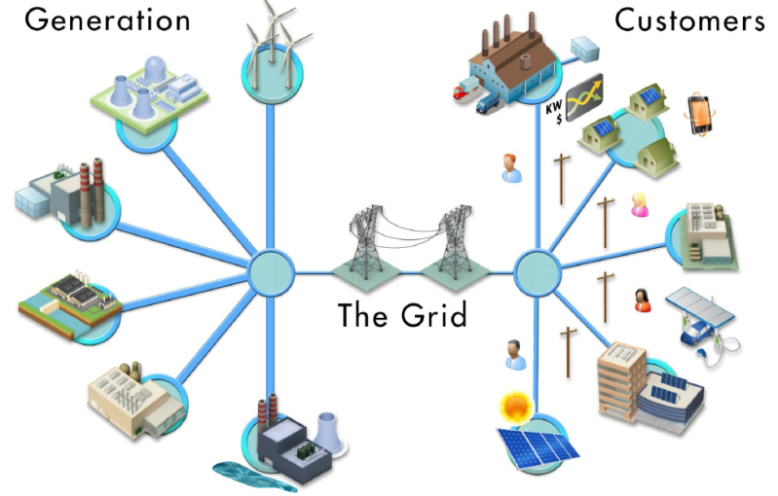 Generation
Customers
KW
$
The Grid